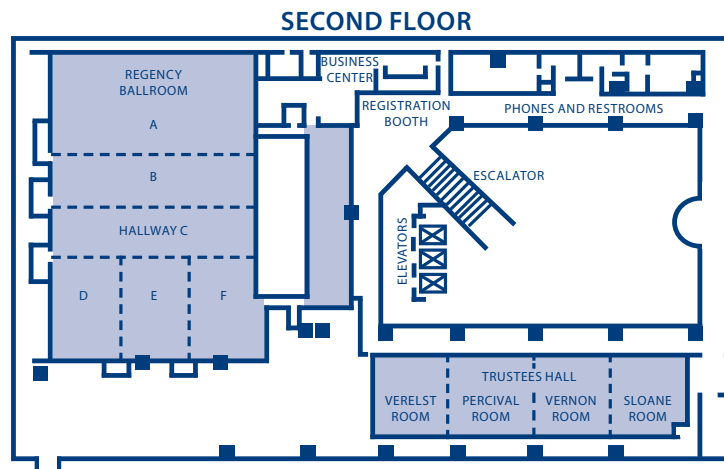 SECOND FLOOR
REGENCY
BALLROOM
A
B
HALLWAY C
D
E
F
BUSINESS
CENTER
REGISTRATION
BOOTH
PHONES AND RESTROOMS
ESCALATOR
ELEVATORS
TRUSTEES HALL
VERELST
ROOM
PERCIVAL
ROOM
VERNON
ROOM
SLOANE
ROOM